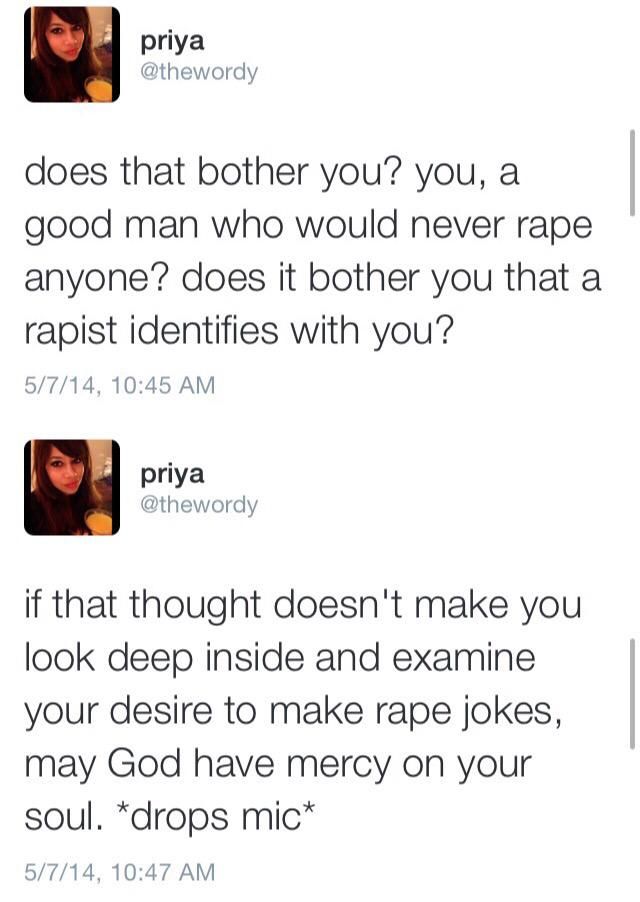 priya
@thewordy
does that bother you? you, a
good man who would never rape
anyone? does it bother you that a
rapist identifies with you?
5/7/14, 10:45 AM
priya
@thewordy
if that thought doesn't make you
look deep inside and examine
your desire to make rape jokes,
may God have mercy on your
soul. *drops mic*
5/7/14, 10:47 AM